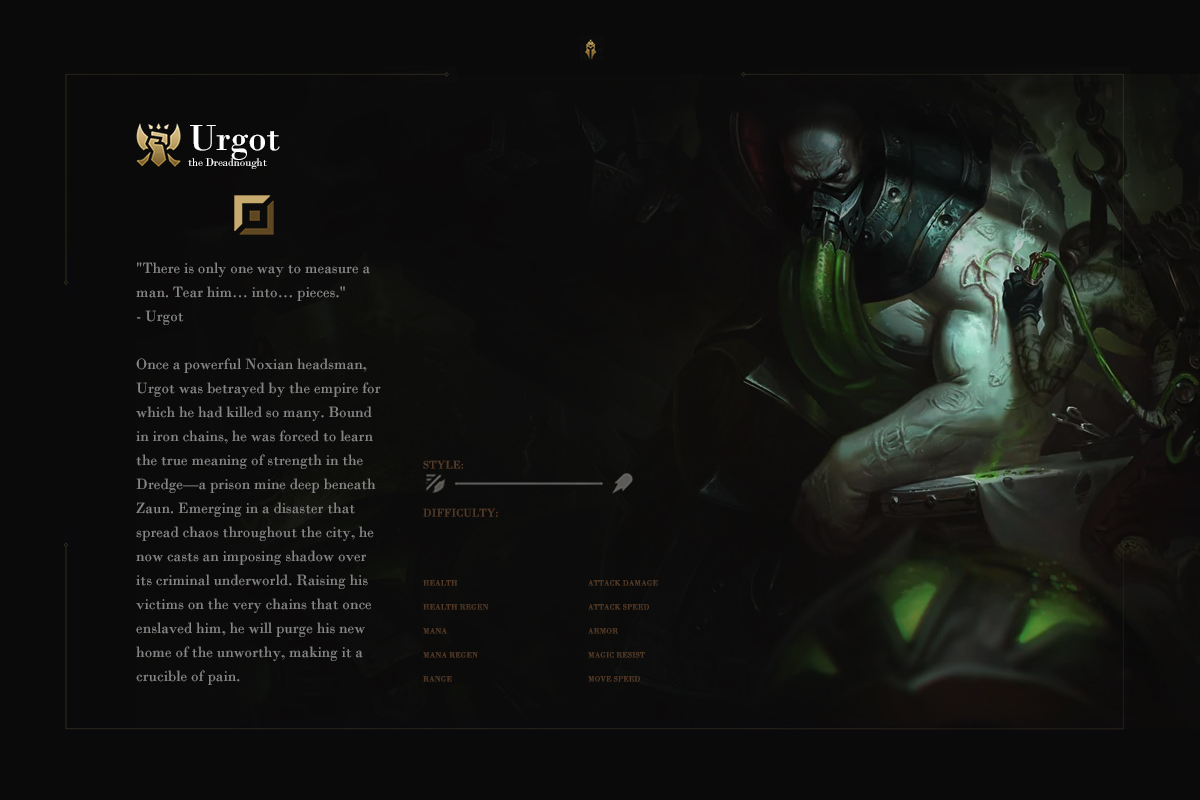 Urgot
the Dreadnought
"There is only one way to measure a
man. Tear him... into... pieces."
- Urgot
Once a powerful Noxian headsman,
Urgot was betrayed by the empire for
which he had killed so many. Bound
in iron chains, he was forced to learn
the true meaning of strength in the
Dredge—a prison mine deep beneath
Zaun. Emerging in a disaster that
spread chaos throughout the city, he
now casts an imposing shadow over
its criminal underworld. Raising his
victims on the very chains that once
enslaved him, he will purge his new
home of the unworthy, making it a
crucible of pain.
STYLE:
DIFFICULTY:
HEALTH
HEALTH REGEN
MANA
MANA REGEN
RANGE
ATTACK DAMAGE
ATTACK SPEED
ARMOR
MAGIC RESIST
MOVE SPEED